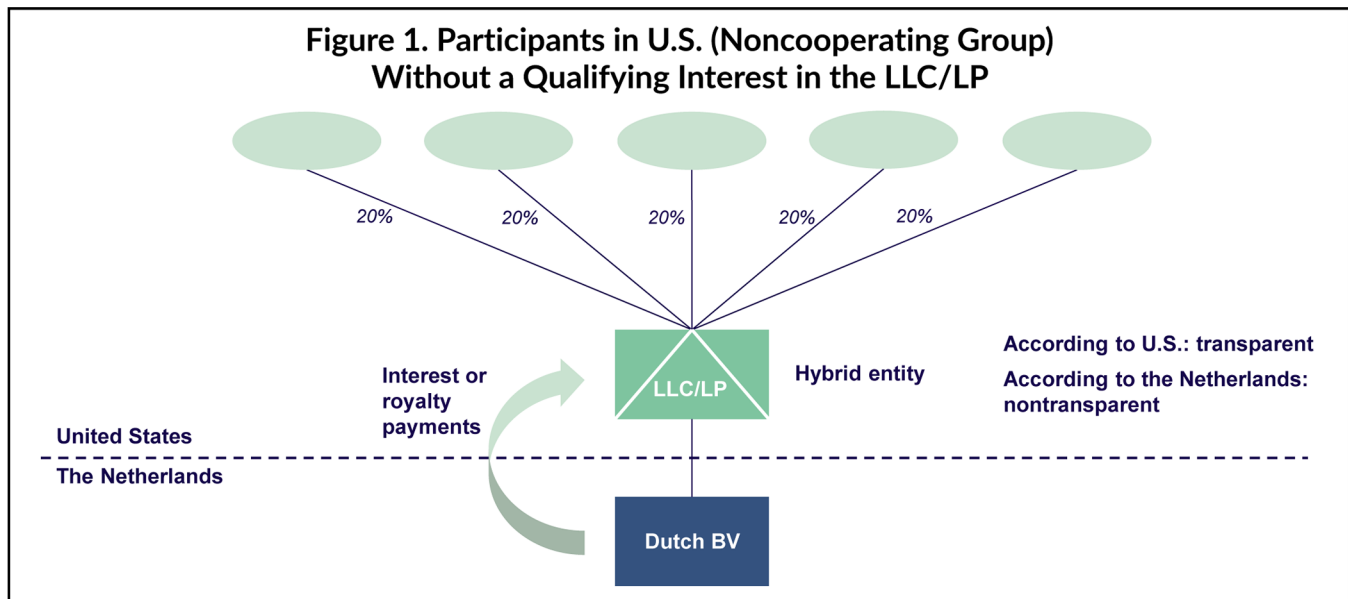 Figure 1. Participants in U.S. (Noncooperating Group)
Without a Qualifying Interest in the LLC/LP
20%
20%
20%
20%
20%
Interest or
royalty
payments
LLC/LP
Hybrid entity
According to U.S.: transparent
According to the Netherlands:
nontransparent
United States
The Netherlands
Dutch BV